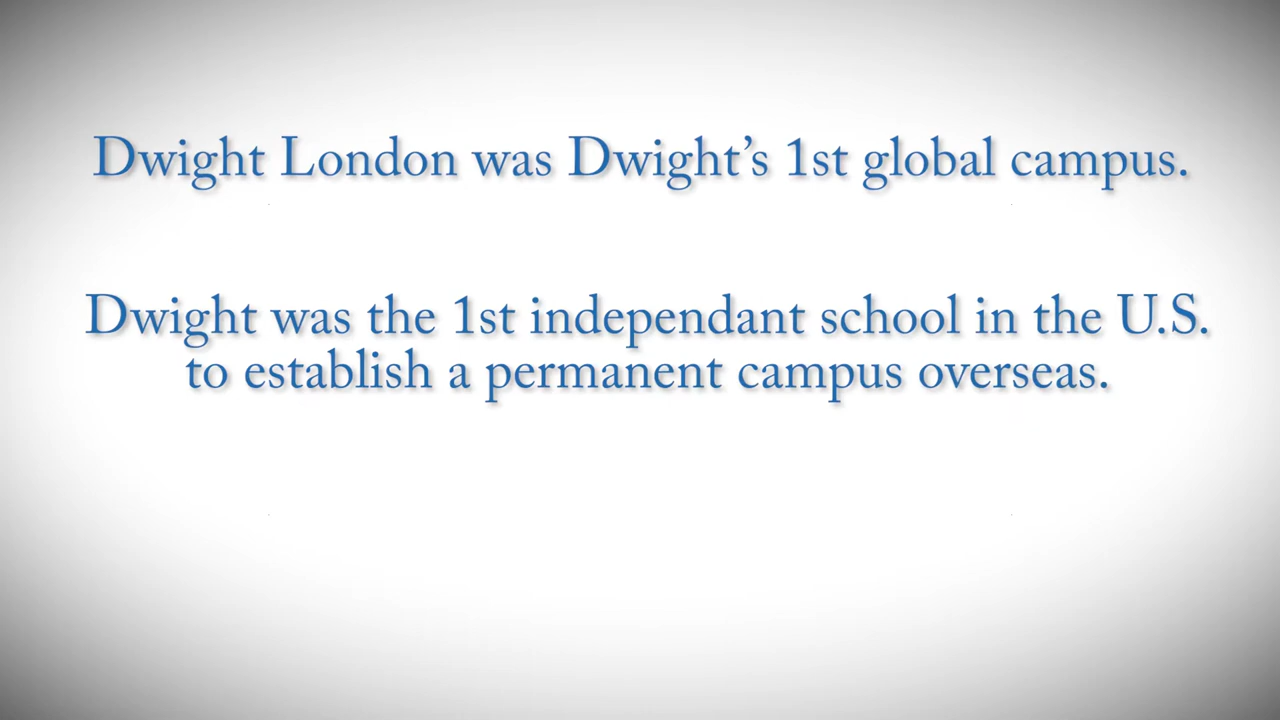 Dwight London was Dwight’s 1st global campus.
Dwight was the 1st independant school in the U.S.
to establish a permanent campus overseas.